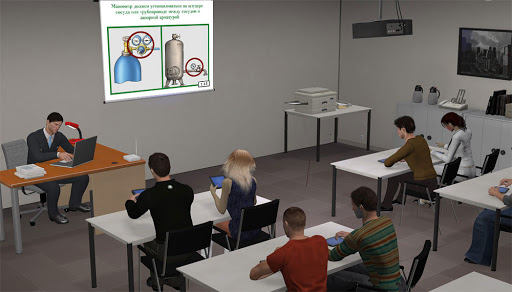 Манометр должен устанавливаться на штуцере
сосуда или трубопроводе между сосудом и
запорной арматурой